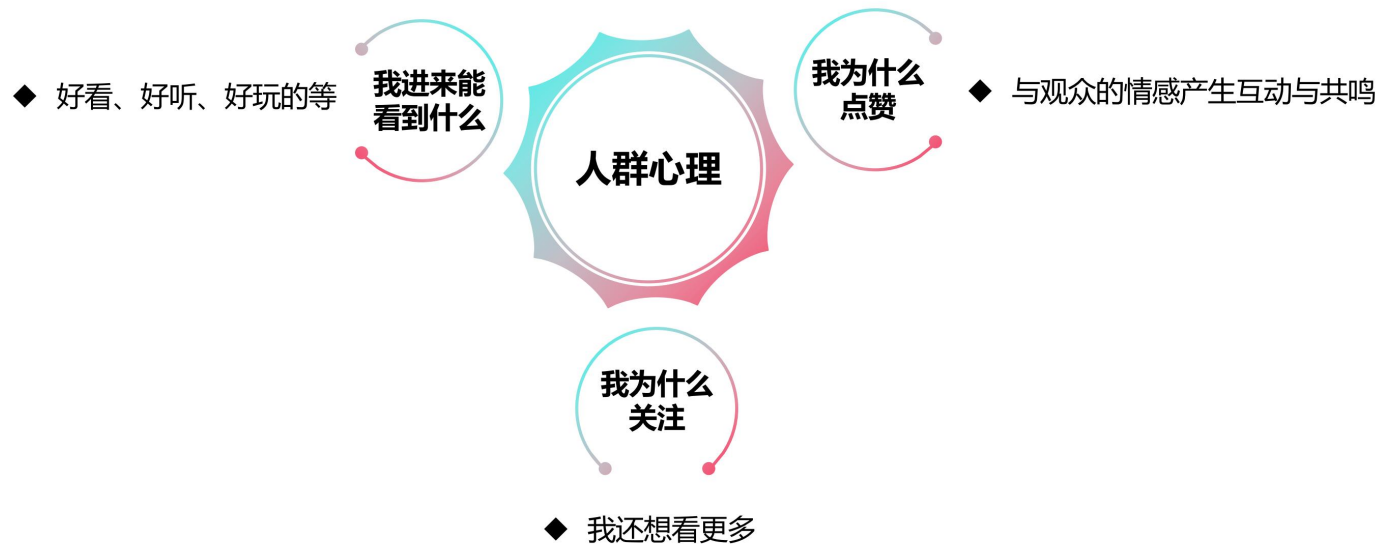 我进来能
看到什么
◆ 好看、好听、好玩的等
人群心理
我为什么
点赞
◆ 与观众的情感产生互动与共鸣
我为什么
关注
◆ 我还想看更多